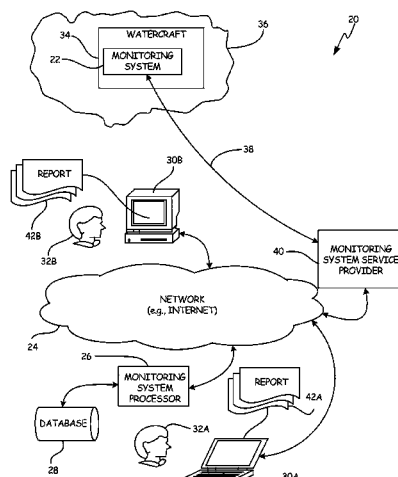 20
36
34
WATERCRAFT
22
MONITORING
SYSTEM
38
30B
REPORT
42B
32B
40
MONITORING
SYSTEM SERVICE
PROVIDER
NETWORK
(e.g., INTERNET)
24
26
MONITORING
SYSTEM
PROCESSOR
REPORT
42A
32A
DATABASE
28
30A